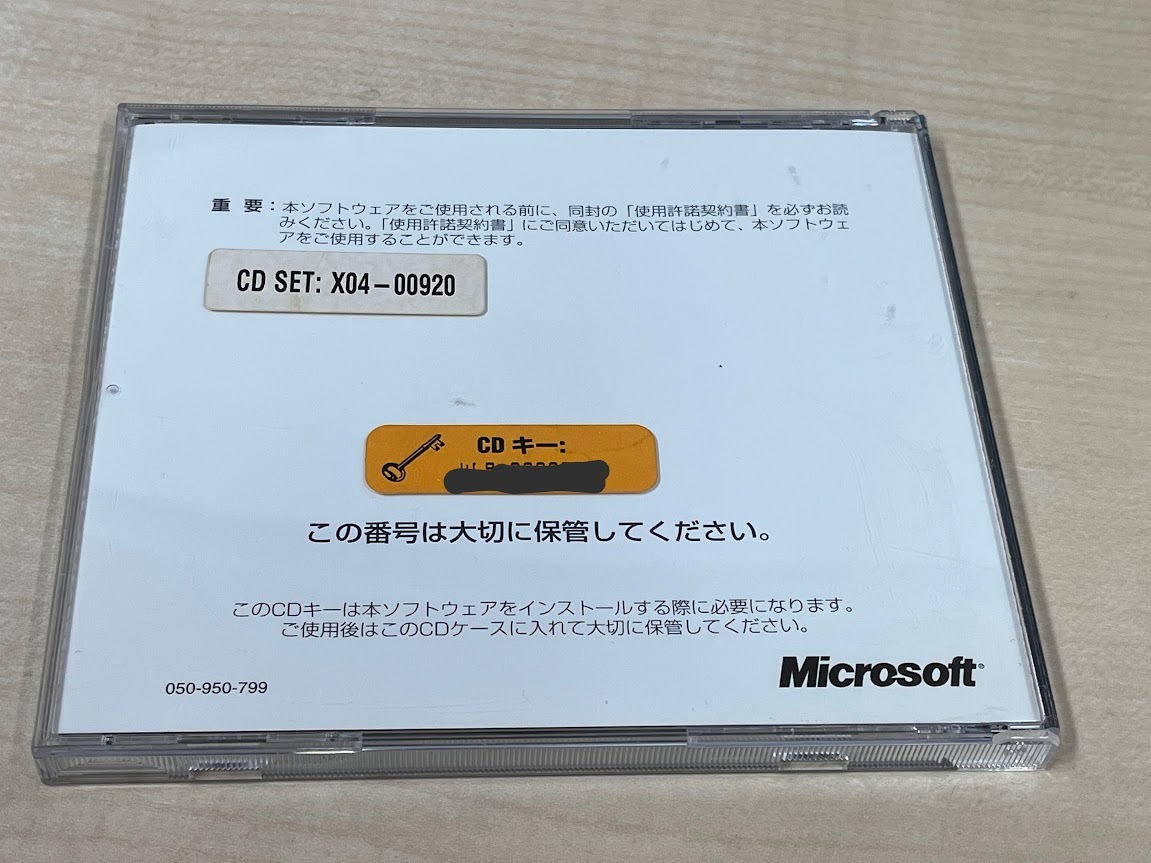 重 要：本ソフトウェアをご使用される前に、同封の「使用許諾契約書」を必ずお読
みください。「使用許諾契約書」にご同意いただいてはじめて、本ソフトウェ
アをご使用することができます。
CD SET: X04-00920
CD キー:
この番号は大切に保管してください。
このCDキーは本ソフトウェアをインストールする際に必要になります。
ご使用後はこのCDケースに入れて大切に保管してください。
050-950-799
Microsoft®